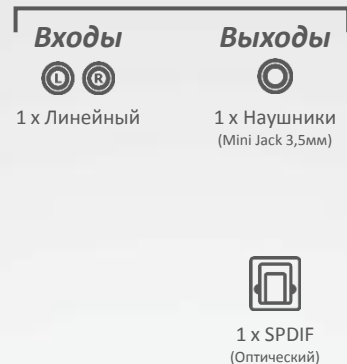 Входы
L R
1 x Линейный
Выходы
1 x Наушники
(Mini Jack 3,5мм)
1 x SPDIF
(Оптический)